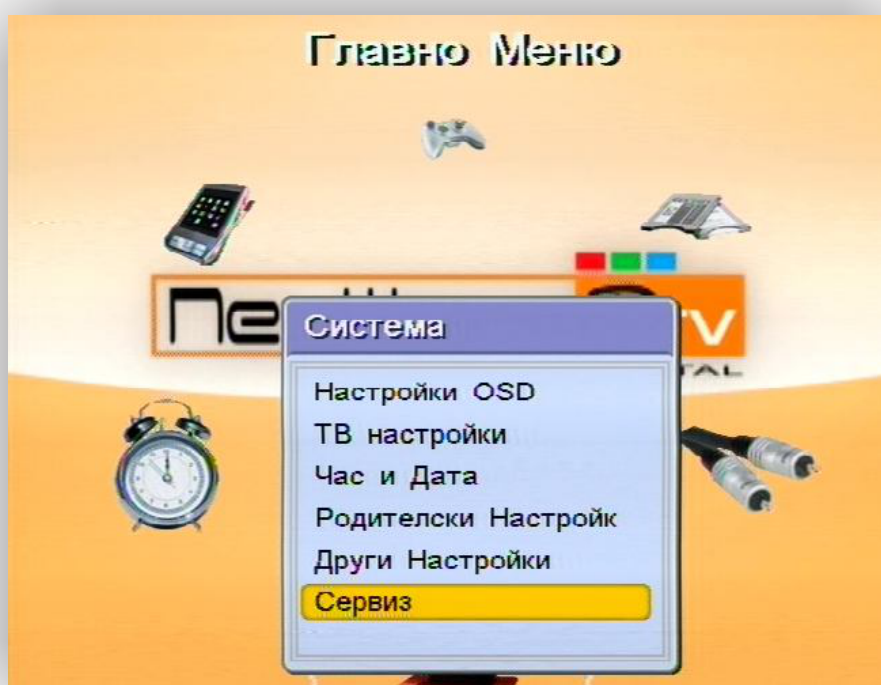 Главно Меню
Система
Настройки OSD
ТВ настройки
Час и Дата
Родителски Настройк
Други Настройки
Сервиз